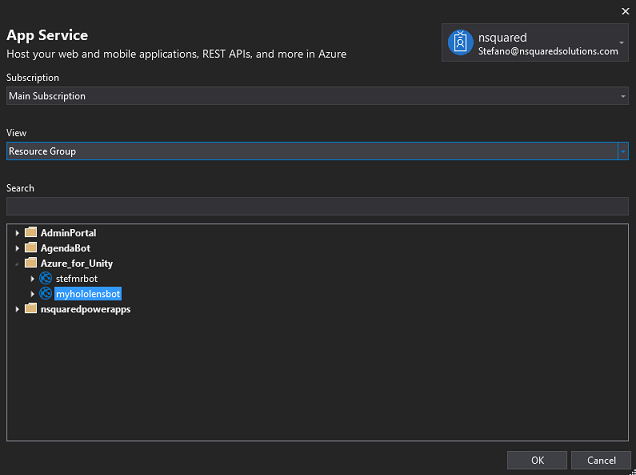 App Service
Host your web and mobile applications, REST APIs, and more in Azure
nsquared
Stefano@nsquaredsolutions.com
Subscription
Main Subscription
View
Resource Group
Search
AdminPortal
AgendaBot
Azure_for_Unity
stefmrbot
myhololensbot
nsquaredpowerapps
OK
Cancel